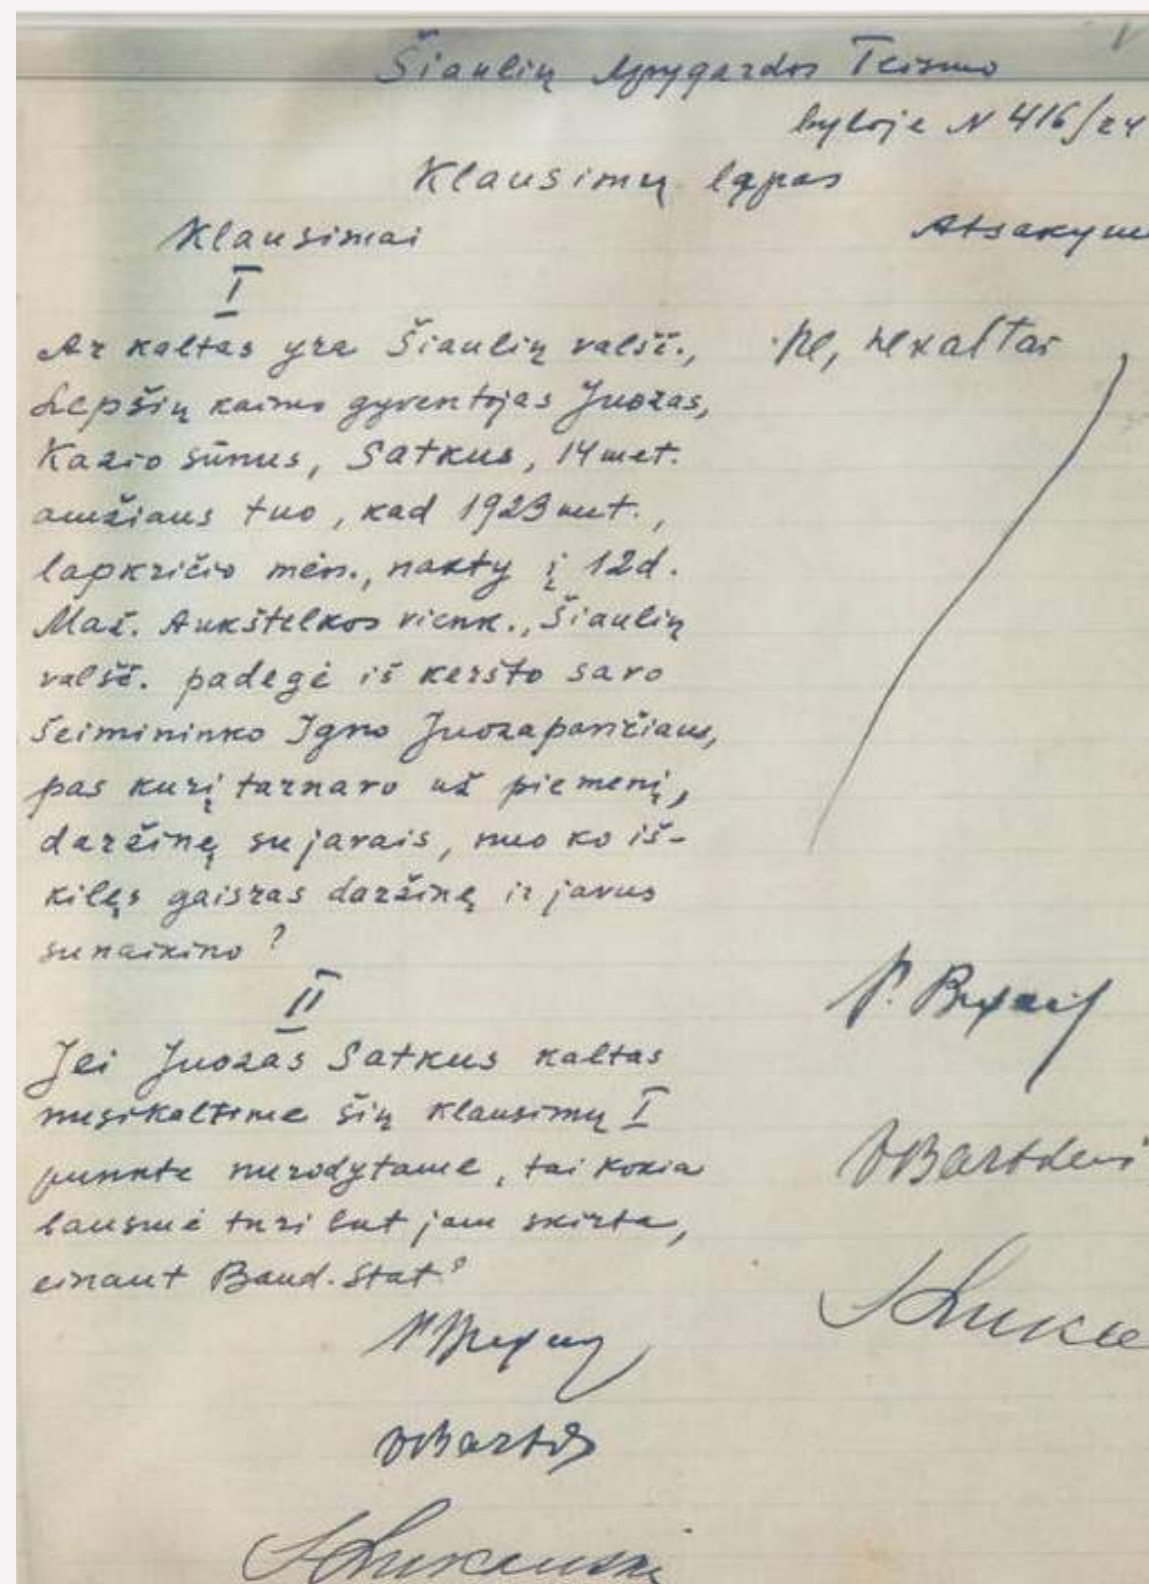 Šiaulių Apygardos Teismo
byloje N 416/24
Klausimų lapas
Klausimai
Atsakym
I
Ar kaltas yra Šiaulių valšč.,
Lepšių kaimo gyventojas Juozas,
Kazio sūnus, Satkus, 14 met.
amžiaus tuo, kad 1923 met.,
lapkričio mėn., naktį į 12 d.
Maž. Aukštelkos vienk., Šiaulių
valšč. padegė iš keršto savo
šeimininko Igno Juozapavičiaus,
pas kurį tarnavo už piemenį,
daržinę su javais, nuo ko iš-
kilęs gaisras daržinę ir javus
sunaikino?
Ne, nekaltas
II
Jei Juozas Satkus kaltas
nusikaltime šių klausimų I
punkte nurodytame, tai kokia
bausmė turi but jam skirta,
einant Baud. Stat?